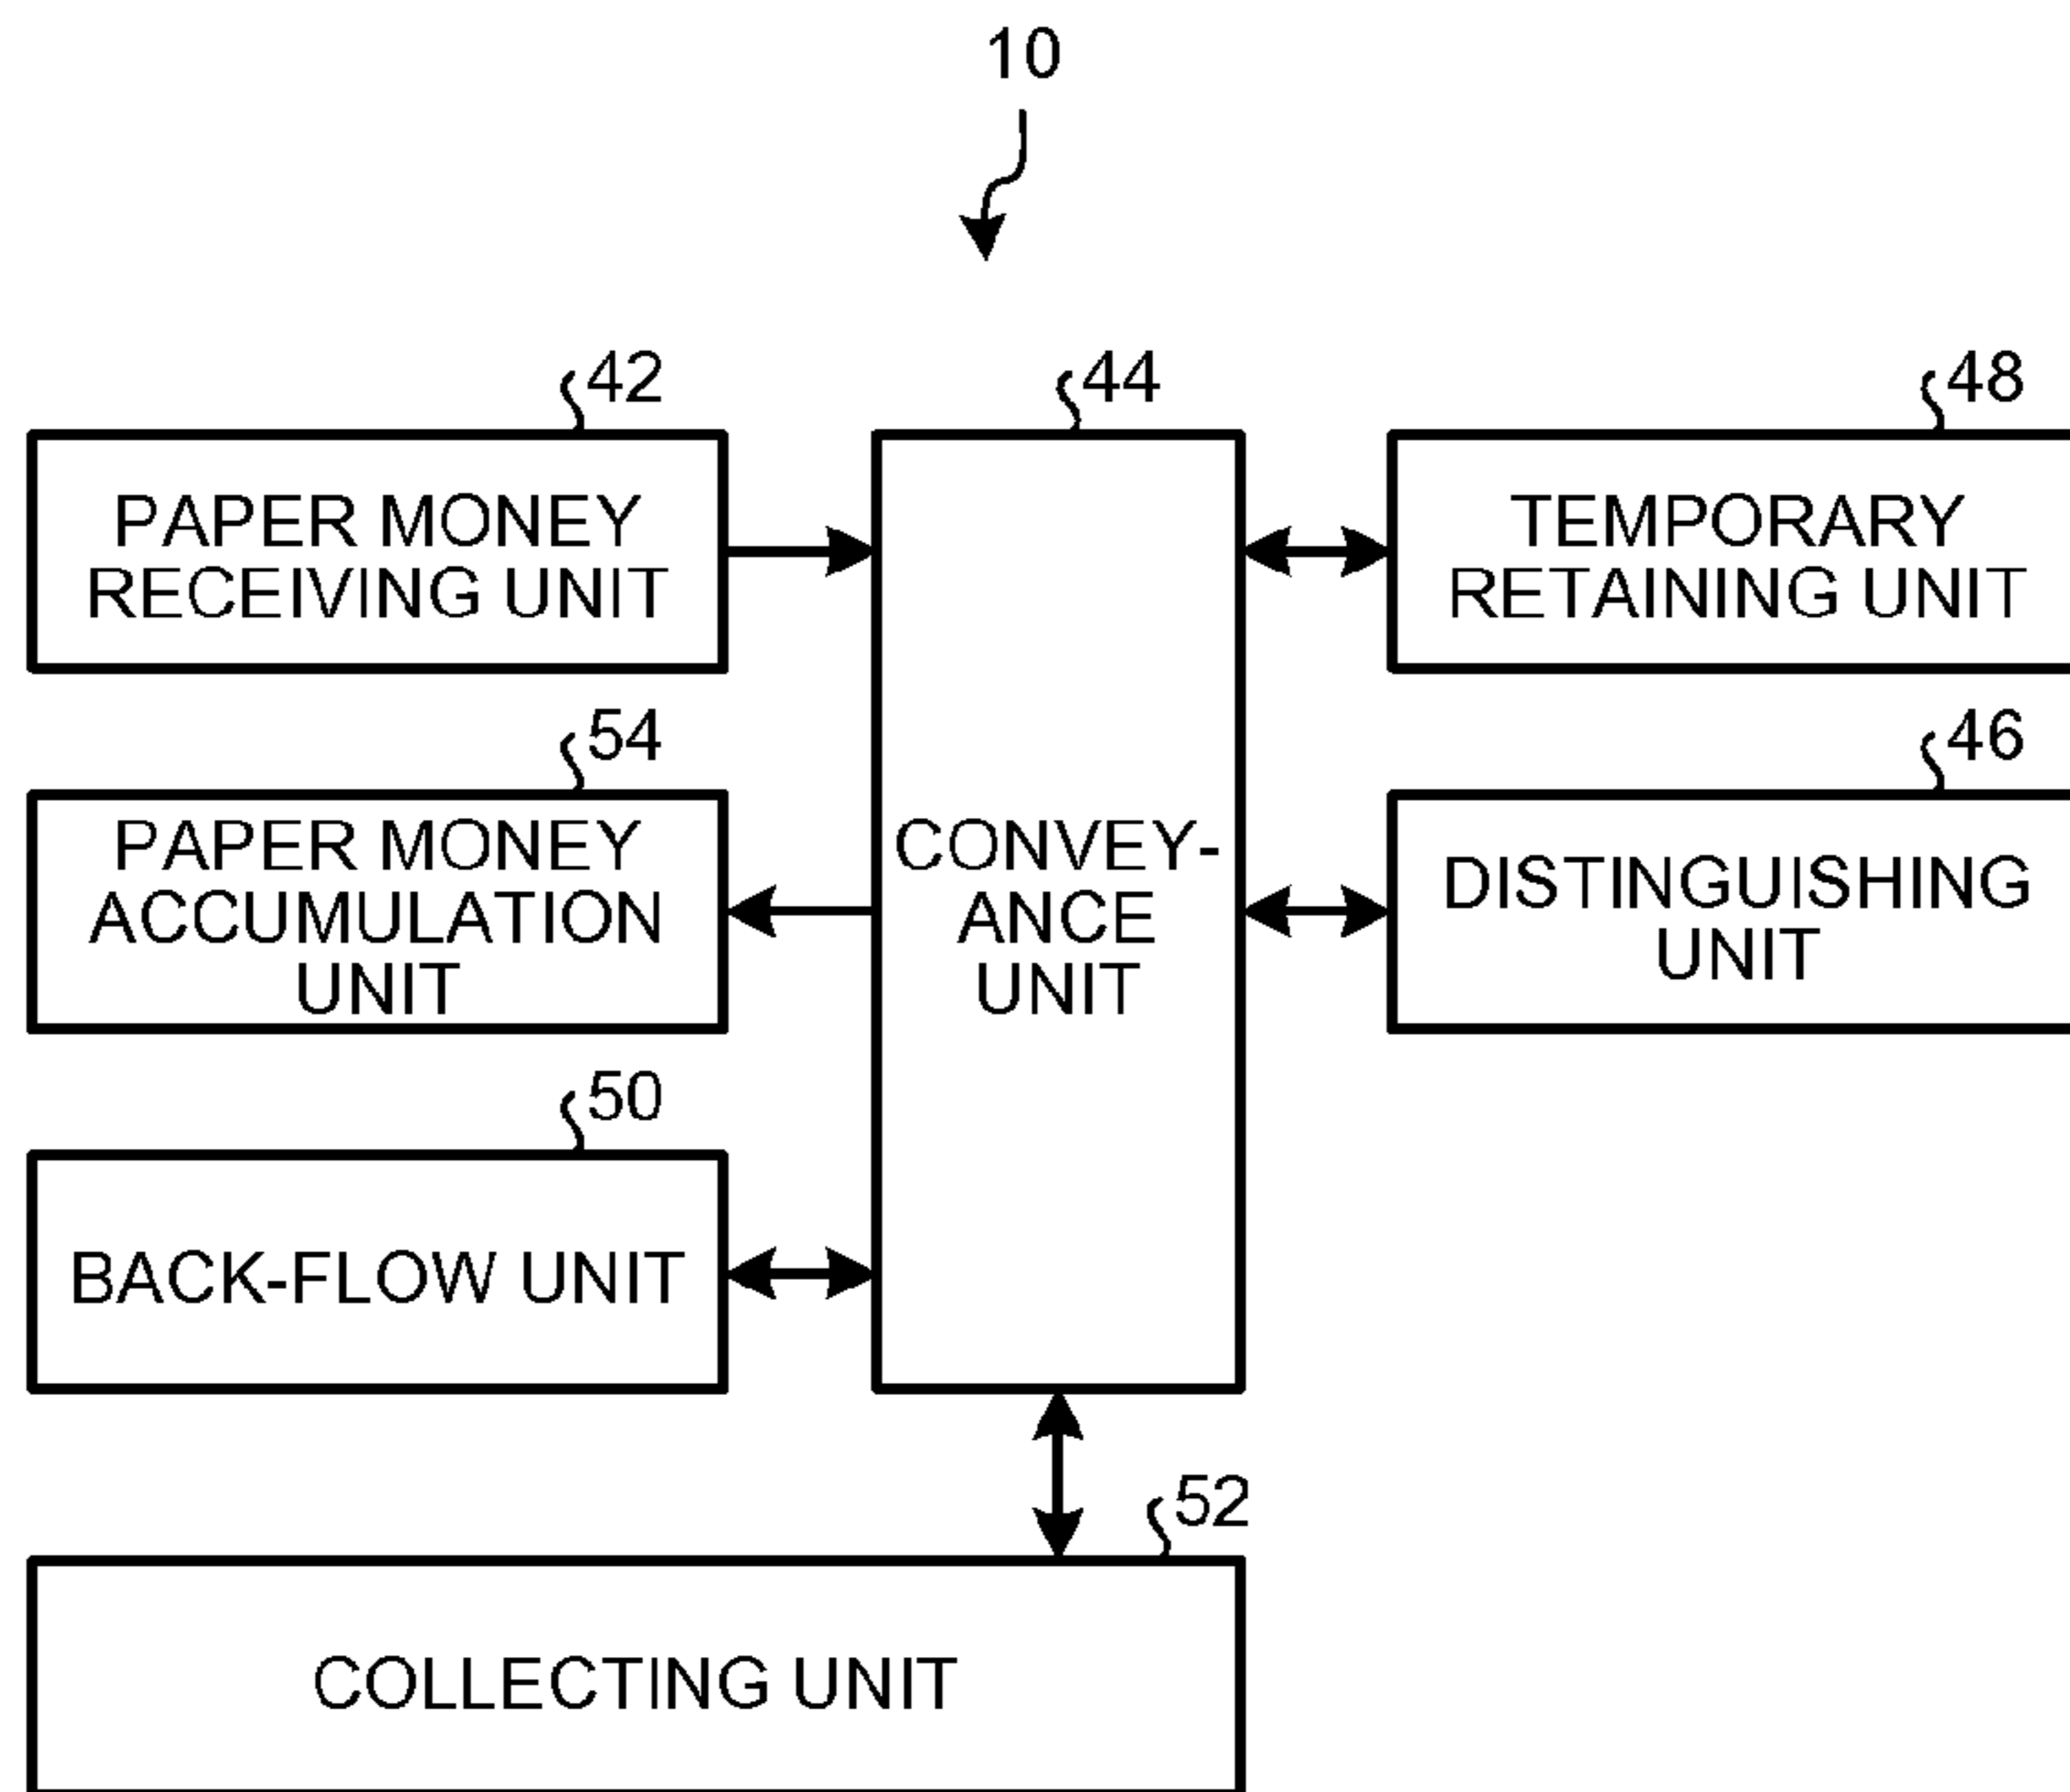 10
42
PAPER MONEY
RECEIVING UNIT
44
CONVEY-
ANCE
UNIT
48
TEMPORARY
RETAINING UNIT
54
PAPER MONEY
ACCUMULATION
UNIT
46
DISTINGUISHING
UNIT
50
BACK-FLOW UNIT
52
COLLECTING UNIT